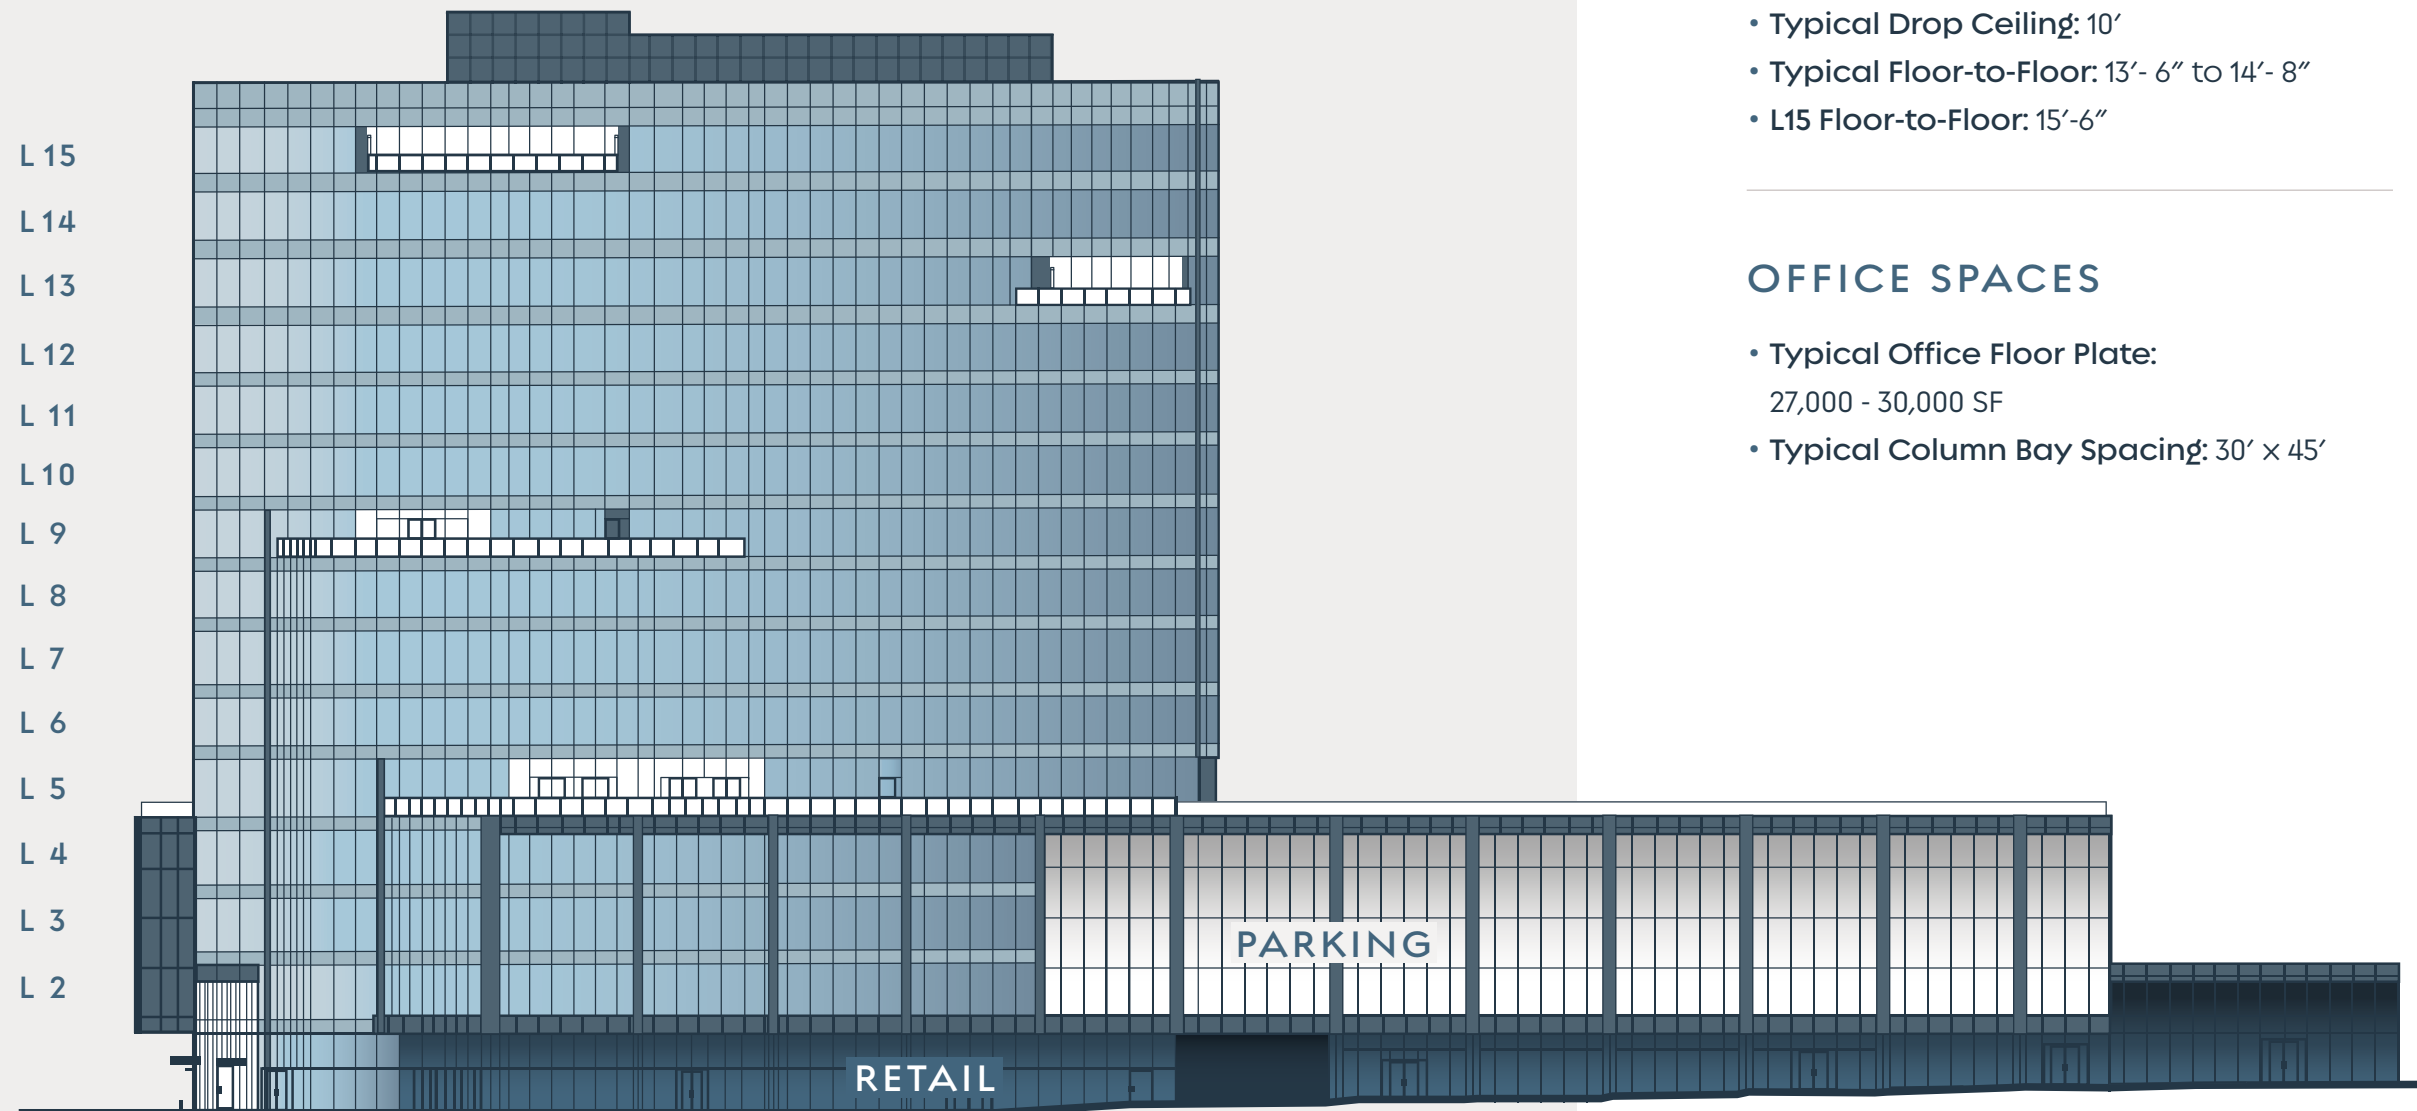 L 15
L 14
L 13
L 12
L 11
L 10
L 9
L 8
L 7
L 6
L 5
L 4
L 3
L 2
PARKING
RETAIL
• Typical Drop Ceiling: 10′
• Typical Floor-to-Floor: 13′- 6″ to 14′- 8″
• L15 Floor-to-Floor: 15′-6″
OFFICE SPACES
• Typical Office Floor Plate:
27,000 - 30,000 SF
• Typical Column Bay Spacing: 30′ x 45′